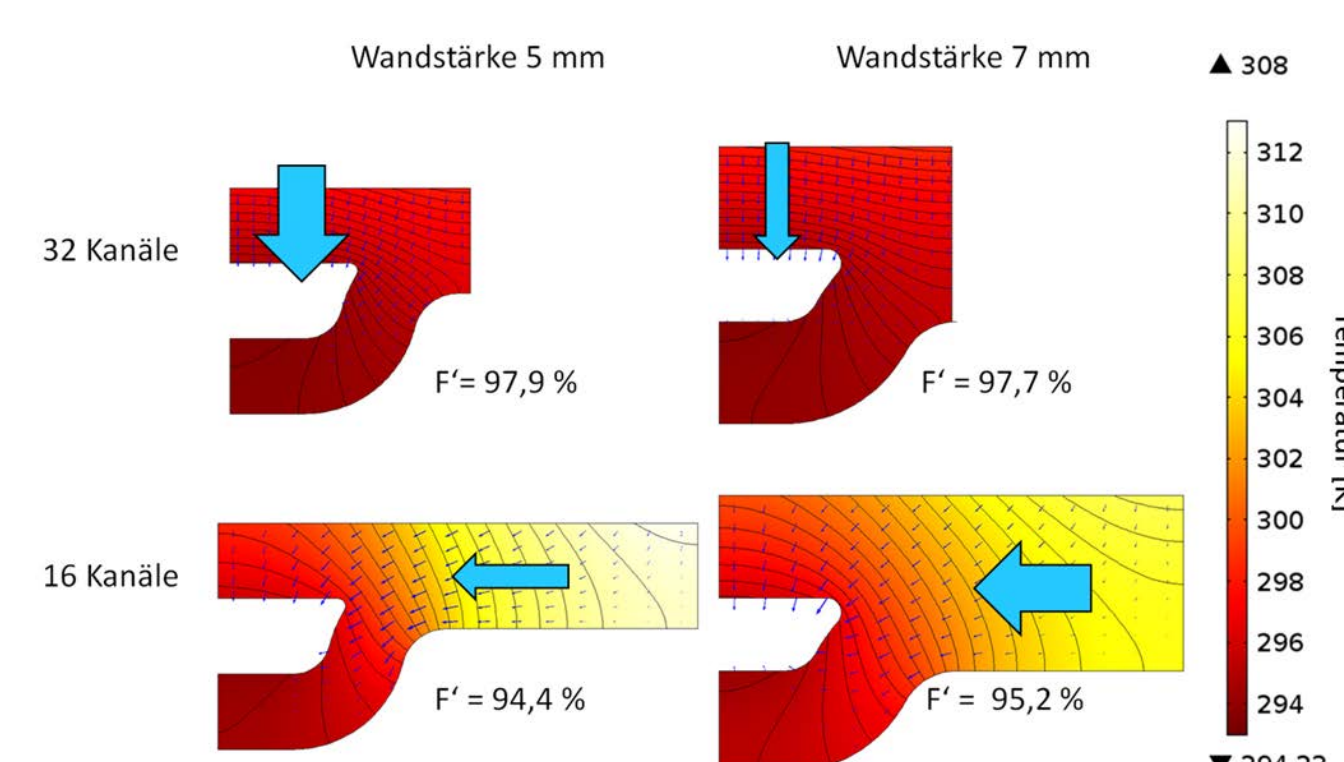 Wandstärke 5 mm
Wandstärke 7 mm
▲ 308
32 Kanäle
F‘= 97,9 %
F‘ = 97,7 %
16 Kanäle
F‘ = 94,4 %
F‘ = 95,2 %
312
310
308
306
304
302
300
298
296
294
Temperatur [K]